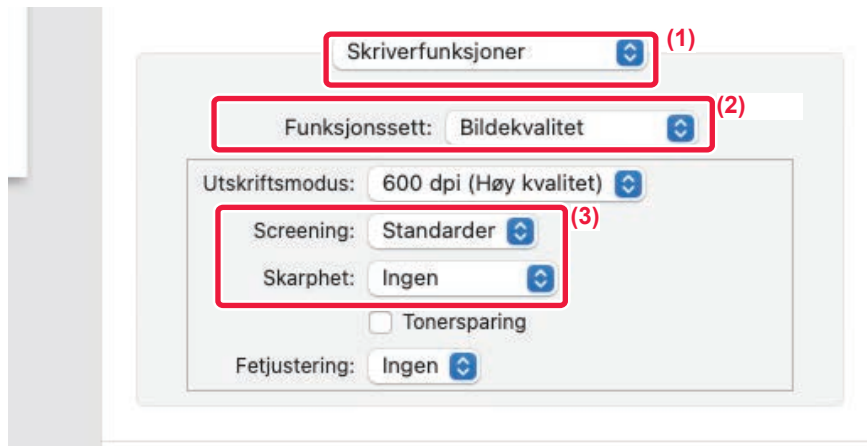 Skriverfunksjoner (1)
Funksjonssett: Bildekvalitet (2)
Utskriftsmodus: 600 dpi (Høy kvalitet)
Screening: Standarder (3)
Skarphet: Ingen
Tonersparing
Fetjustering: Ingen